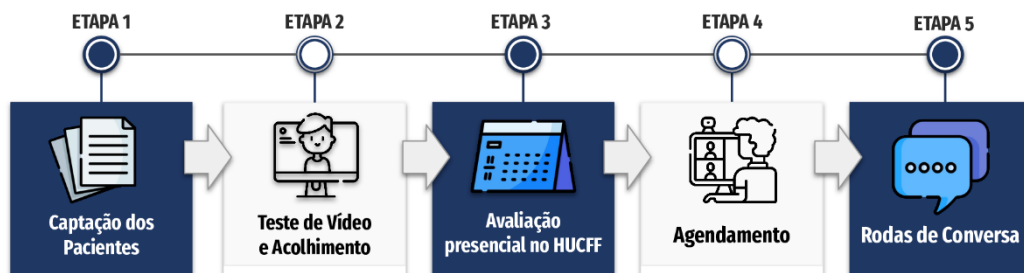 ETAPA 1
ETAPA 2
ETAPA 3
ETAPA 4
ETAPA 5
Captação dos
Pacientes
Teste de Vídeo
e Acolhimento
Avaliação
presencial no HUCFF
Agendamento
Rodas de Conversa